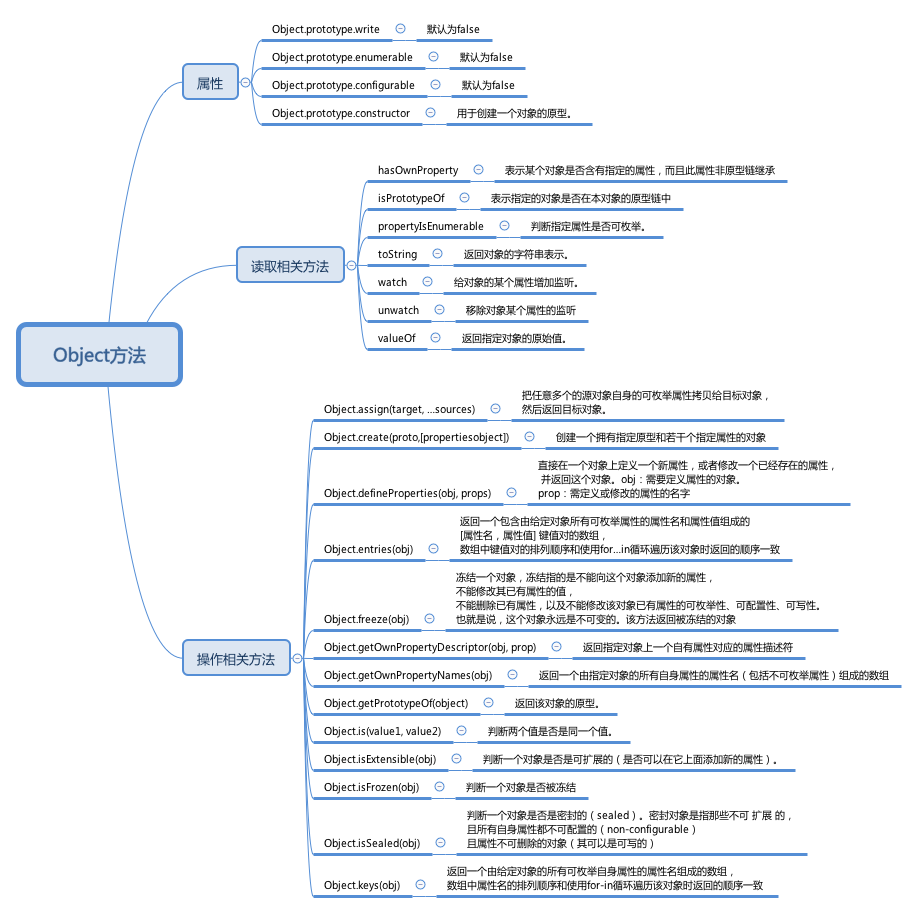 Object方法
属性
Object.prototype.write 默认为false
Object.prototype.enumerable 默认为false
Object.prototype.configurable 默认为false
Object.prototype.constructor 用于创建一个对象的原型。
读取相关方法
hasOwnProperty 表示某个对象是否含有指定的属性，而且此属性非原型链继承
isPrototypeOf 表示指定的对象是否在本对象的原型链中
propertyIsEnumerable 判断指定属性是否可枚举。
toString 返回对象的字符串表示。
watch 给对象的某个属性增加监听。
unwatch 移除对象某个属性的监听
valueOf 返回指定对象的原始值。
操作相关方法
Object.assign(target, ...sources) 把任意多个的源对象自身的可枚举属性拷贝给目标对象，
然后返回目标对象。
Object.create(proto,[propertiesobject]) 创建一个拥有指定原型和若干个指定属性的对象
Object.defineProperties(obj, props) 直接在一个对象上定义一个新属性，或者修改一个已经存在的属性，
并返回这个对象。obj：需要定义属性的对象。
prop：需定义或修改的属性的名字
Object.entries(obj) 返回一个包含由给定对象所有可枚举属性的属性名和属性值组成的
[属性名，属性值] 键值对的数组，
数组中键值对的排列顺序和使用for...in循环遍历该对象时返回的顺序一致
Object.freeze(obj) 冻结一个对象，冻结指的是不能向这个对象添加新的属性，
不能修改其已有属性的值，
不能删除已有属性，以及不能修改该对象已有属性的可枚举性、可配置性、可写性。
也就是说，这个对象永远是不可变的。该方法返回被冻结的对象
Object.getOwnPropertyDescriptor(obj, prop) 返回指定对象上一个自有属性对应的属性描述符
Object.getOwnPropertyNames(obj) 返回一个由指定对象的所有自身属性的属性名（包括不可枚举属性）组成的数组
Object.getPrototypeOf(object) 返回该对象的原型。
Object.is(value1, value2) 判断两个值是否是同一个值。
Object.isExtensible(obj) 判断一个对象是否是可扩展的（是否可以在它上面添加新的属性）。
Object.isFrozen(obj) 判断一个对象是否被冻结
Object.isSealed(obj) 判断一个对象是否是密封的（sealed）。密封对象是指那些不可 扩展 的，
且所有自身属性都不可配置的（non-configurable）
且属性不可删除的对象（其可以是可写的）
Object.keys(obj) 返回一个由给定对象的所有可枚举自身属性的属性名组成的数组，
数组中属性名的排列顺序和使用for-in循环遍历该对象时返回的顺序一致